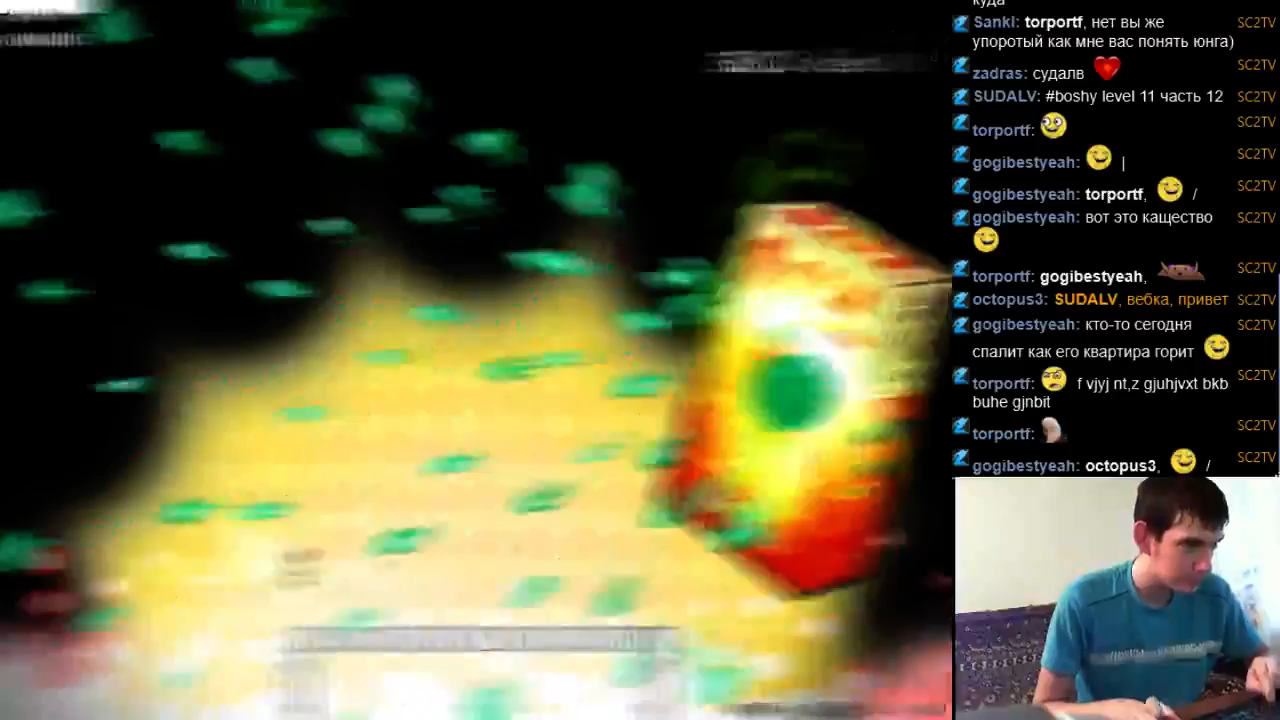 куда
Sankl: torportf, нет вы же SC2TV
упоротый как мне вас понять юнга)
zadras: судалв SC2TV
SUDALV: #boshy level 11 часть 12 SC2TV
torportf: SC2TV
gogibestyeah: | SC2TV
gogibestyeah: torportf, / SC2TV
gogibestyeah: вот это кащество SC2TV
torportf: gogibestyeah, SC2TV
octopus3: SUDALV, вебка, привет SC2TV
gogibestyeah: кто-то сегодня SC2TV
спалит как его квартира горит
torportf: f vjyj nt,z gjuhjvxt bkb SC2TV
buhe gjnbit
torportf: SC2TV
gogibestyeah: octopus3, / SC2TV